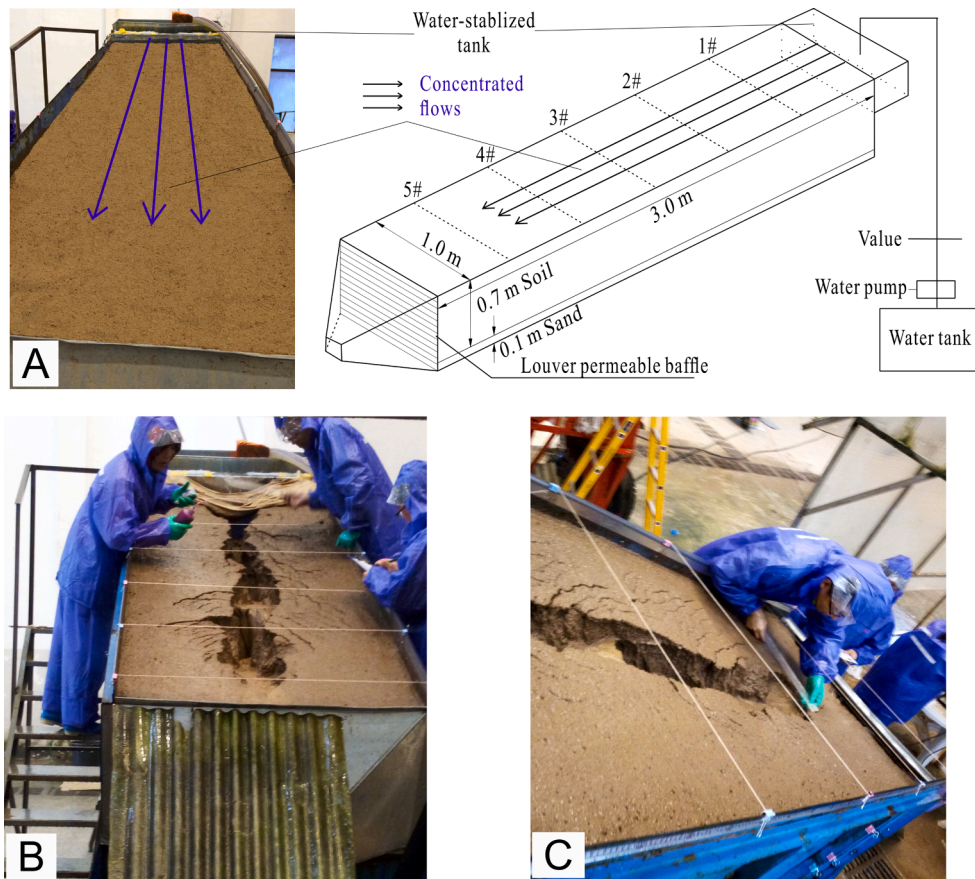 Water-stablized
tank
Concentrated
flows
1#
2#
3#
4#
5#
3.0 m
1.0 m
0.7 m Soil
0.1 m Sand
Louver permeable baffle
Value
Water pump
Water tank
A
B
C